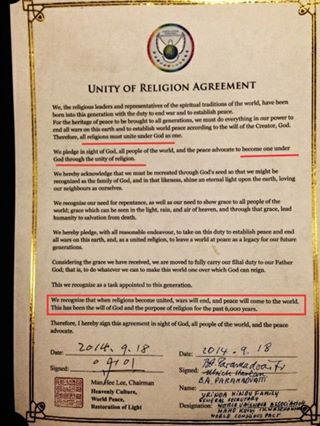 UNITY OF RELIGION AGREEMENT
We, the religious leaders and representatives of the spiritual traditions of the world, have been
born into this generation with the duty to end war and to establish peace.
For the heritage of peace to be brought to all generations, we must do everything in our power to
end all wars on this earth and to establish world peace according to the will of the Creator, God.
Therefore, all religions must unite under God as one.
We pledge in sight of God, all people of the world, and the peace advocate to become one under
God through the unity of religion.
We hereby acknowledge that we must be recreated through God's seed so that we might be
recognized as the family of God, and in that likeness, shine an eternal light upon the earth, loving
our neighbours as ourselves.
We recognize our need for repentance, as well as our need to show grace to all people of the
world; grace which can be seen in the light, rain, and air of heaven, and through that grace, lead
humanity to salvation from death.
We hereby pledge, with all reasonable endeavour, to take on this duty to establish peace and end
all wars on this earth, and, as a united religion, to leave a world at peace as a legacy for our future
generations.
Considering the grace we have received, we are moved to fully carry our filial duty to our Father
God; that is, to do whatever we can to make this world one over which God can reign.
We recognize this as a task appointed to this generation.
We recognize that when religions become united, wars will end, and peace will come to the world.
This has been the will of God and the purpose of religion for the past 6,000 years.
Therefore, I hereby sign this agreement in sight of God, all people of the world, and the peace
advocate.
Date: 2014. 9. 18
Signed:
Man Hee Lee, Chairman
Heavenly Culture,
World Peace,
Restoration of Light
Date: 2014. 9. 18
Signed:
Name: B.A. PARAMADVAITI
VRINDA HINDU FAMILY
Designation: GENERAL SECRETARY
WORLD VAISHNAVA ASSOCIATION
WORLD CONSCIOUS PACT